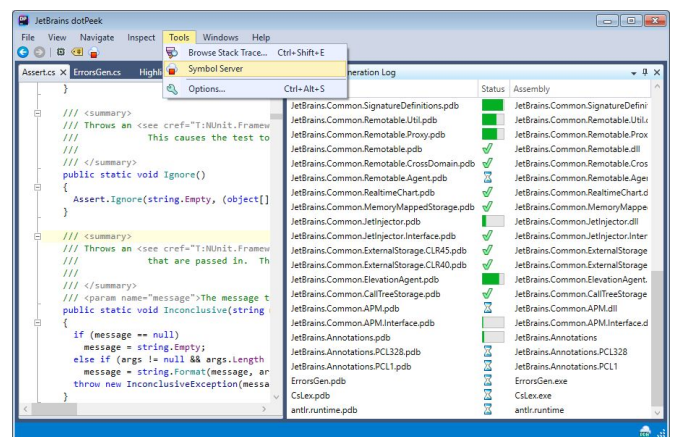 JetBrains dotPeek
File View Navigate Inspect Tools Windows Help
Browse Stack Trace... Ctrl+Shift+E
Symbol Server
Options... Ctrl+Alt+S
Assert.cs ErrorsGen.cs
neration Log
Status Assembly
}
/// <summary>
/// Throws an <see cref="T:NUnit.Framew
/// This causes the test to
///
/// </summary>
public static void Ignore()
{
Assert.Ignore(string.Empty, (object[]
}
/// <summary>
/// Throws an <see cref="T:NUnit.Framew
/// that are passed in. Th
///
/// </summary>
/// <param name="message">The message t
public static void Inconclusive(string
{
if (message == null)
message = string.Empty;
else if (args != null && args.Length
message = string.Format(message, ar
throw new InconclusiveException(messa
}
JetBrains.Common.SignatureDefinitions.pdb JetBrains.Common.SignatureDefini
JetBrains.Common.Remotable.Util.pdb JetBrains.Common.Remotable.Util.
JetBrains.Common.Remotable.Proxy.pdb JetBrains.Common.Remotable.Prox
JetBrains.Common.Remotable.pdb JetBrains.Common.Remotable.dll
JetBrains.Common.Remotable.CrossDomain.pdb JetBrains.Common.Remotable.Cros
JetBrains.Common.Remotable.Agent.pdb JetBrains.Common.Remotable.Age
JetBrains.Common.RealtimeChart.pdb JetBrains.Common.RealtimeChart.d
JetBrains.Common.MemoryMappedStorage.pdb JetBrains.Common.MemoryMappe
JetBrains.Common.JetInjector.pdb JetBrains.Common.JetInjector.dll
JetBrains.Common.JetInjector.Interface.pdb JetBrains.Common.JetInjector.Inter
JetBrains.Common.ExternalStorage.CLR45.pdb JetBrains.Common.ExternalStorage
JetBrains.Common.ExternalStorage.CLR40.pdb JetBrains.Common.ExternalStorage
JetBrains.Common.ElevationAgent.pdb JetBrains.Common.ElevationAgent.
JetBrains.Common.CallTreeStorage.pdb JetBrains.Common.CallTreeStorage
JetBrains.Common.APM.pdb JetBrains.Common.APM.dll
JetBrains.Common.APM.Interface.pdb JetBrains.Common.APM.Interface.d
JetBrains.Annotations.pdb JetBrains.Annotations
JetBrains.Annotations.PCL328.pdb JetBrains.Annotations.PCL328
JetBrains.Annotations.PCL1.pdb JetBrains.Annotations.PCL1
ErrorsGen.pdb ErrorsGen.exe
CsLex.pdb CsLex.exe
antlr.runtime.pdb antlr.runtime